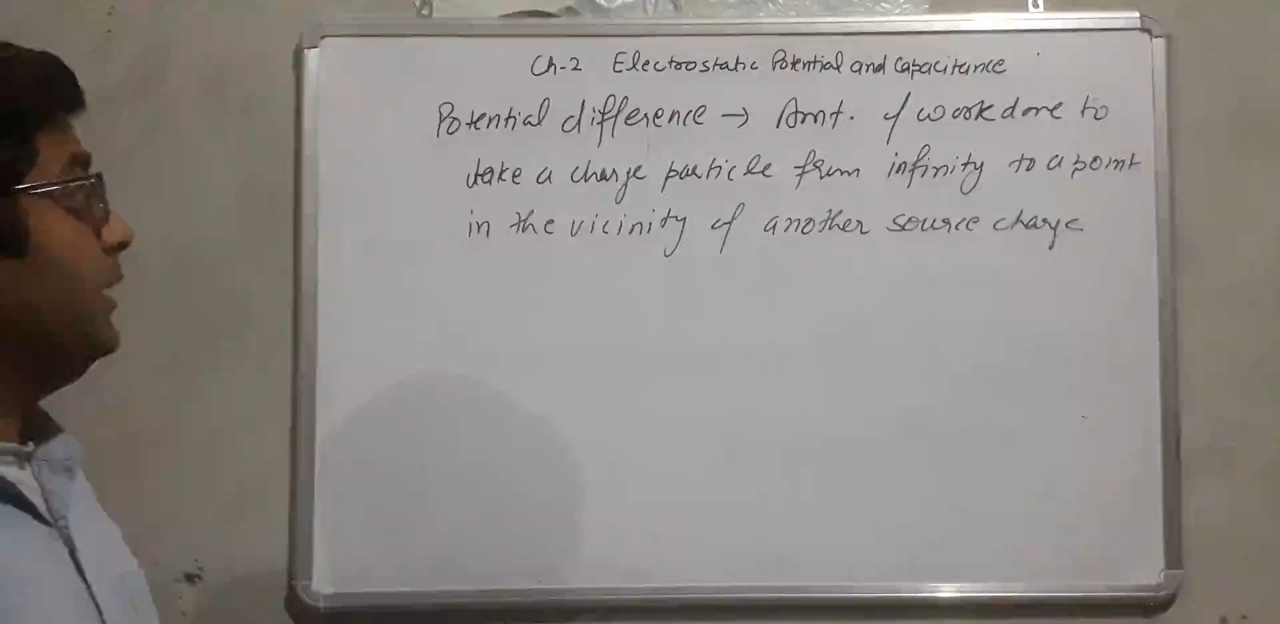 Ch-2 Electrostatic Potential and Capacitance
Potential difference → Amt. of work done to
take a charge particle from infinity to a point
in the vicinity of another source charge